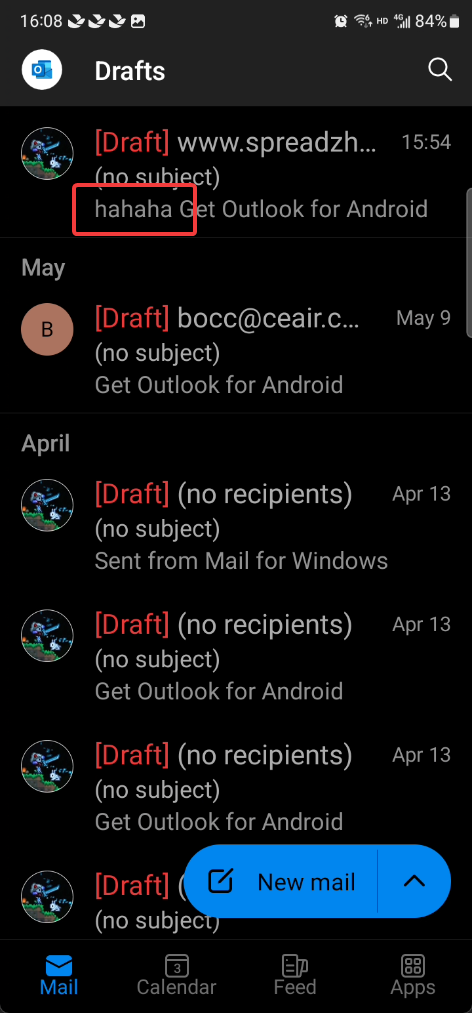 16:08 HD 4G 84%
Drafts
[Draft] www.spreadzh... 15:54
(no subject)
hahaha Get Outlook for Android
May
B [Draft] bocc@ceair.c... May 9
(no subject)
Get Outlook for Android
April
[Draft] (no recipients) Apr 13
(no subject)
Sent from Mail for Windows
[Draft] (no recipients) Apr 13
(no subject)
Get Outlook for Android
[Draft] (no recipients) Apr 13
(no subject)
Get Outlook for Android
[Draft] (
New mail
(no subject)
3
Mail Calendar Feed Apps